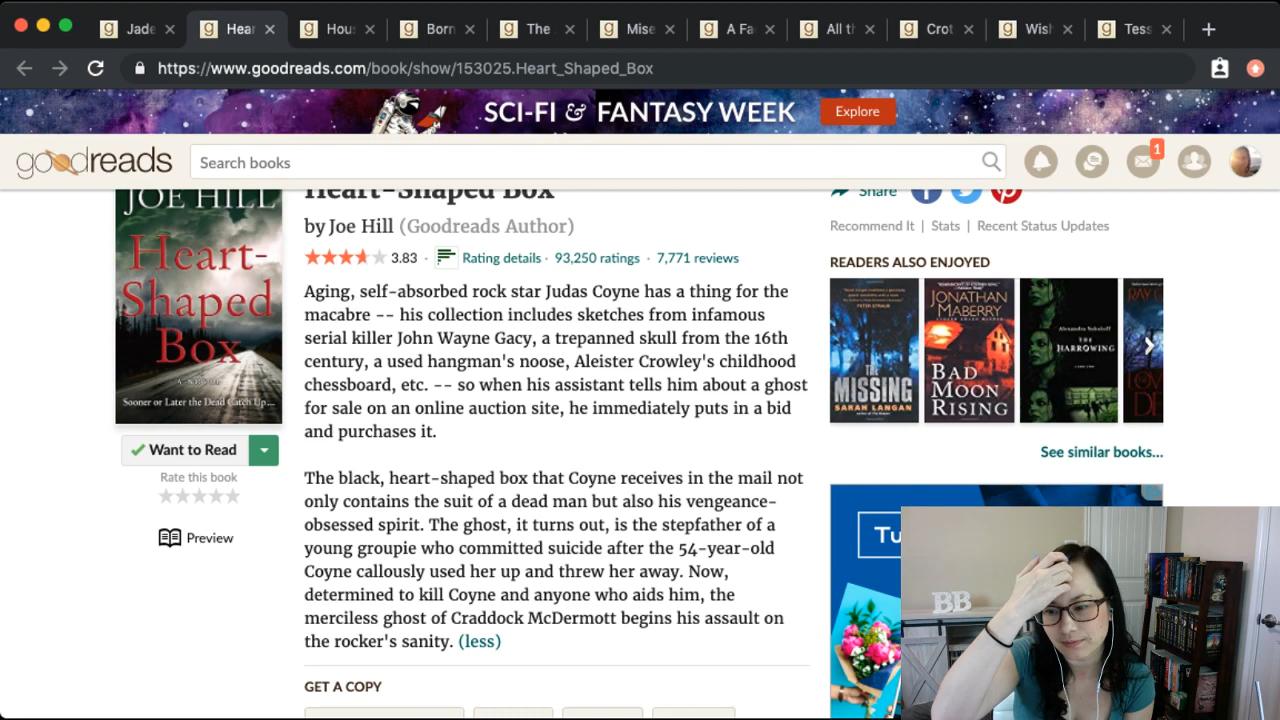 Jade
Hear
Hou
Born
The
Mise
A Fa
All th
Crot
Wish
Tess
https://www.goodreads.com/book/show/153025.Heart_Shaped_Box
SCI-FI & FANTASY WEEK
Explore
goodreads
Search books
1
JOE HILL
Heart-
Shaped
Box
Sooner or Later the Dead Catch Up...
Want to Read
Rate this book
Preview
Heart-Shaped Box
by Joe Hill (Goodreads Author)
3.83 · Rating details · 93,250 ratings · 7,771 reviews
Aging, self-absorbed rock star Judas Coyne has a thing for the
macabre -- his collection includes sketches from infamous
serial killer John Wayne Gacy, a trepanned skull from the 16th
century, a used hangman's noose, Aleister Crowley's childhood
chessboard, etc. -- so when his assistant tells him about a ghost
for sale on an online auction site, he immediately puts in a bid
and purchases it.
The black, heart-shaped box that Coyne receives in the mail not
only contains the suit of a dead man but also his vengeance-
obsessed spirit. The ghost, it turns out, is the stepfather of a
young groupie who committed suicide after the 54-year-old
Coyne callously used her up and threw her away. Now,
determined to kill Coyne and anyone who aids him, the
merciless ghost of Craddock McDermott begins his assault on
the rocker's sanity. (less)
GET A COPY
Share
Recommend It | Stats | Recent Status Updates
READERS ALSO ENJOYED
PETER STRAUB
THE
MISSING
SARAH LANGAN
JONATHAN
MABERRY
BAD
MOON
RISING
Alexandra Sokoloff
THE
HARROWING
See similar books...
Tu
BB